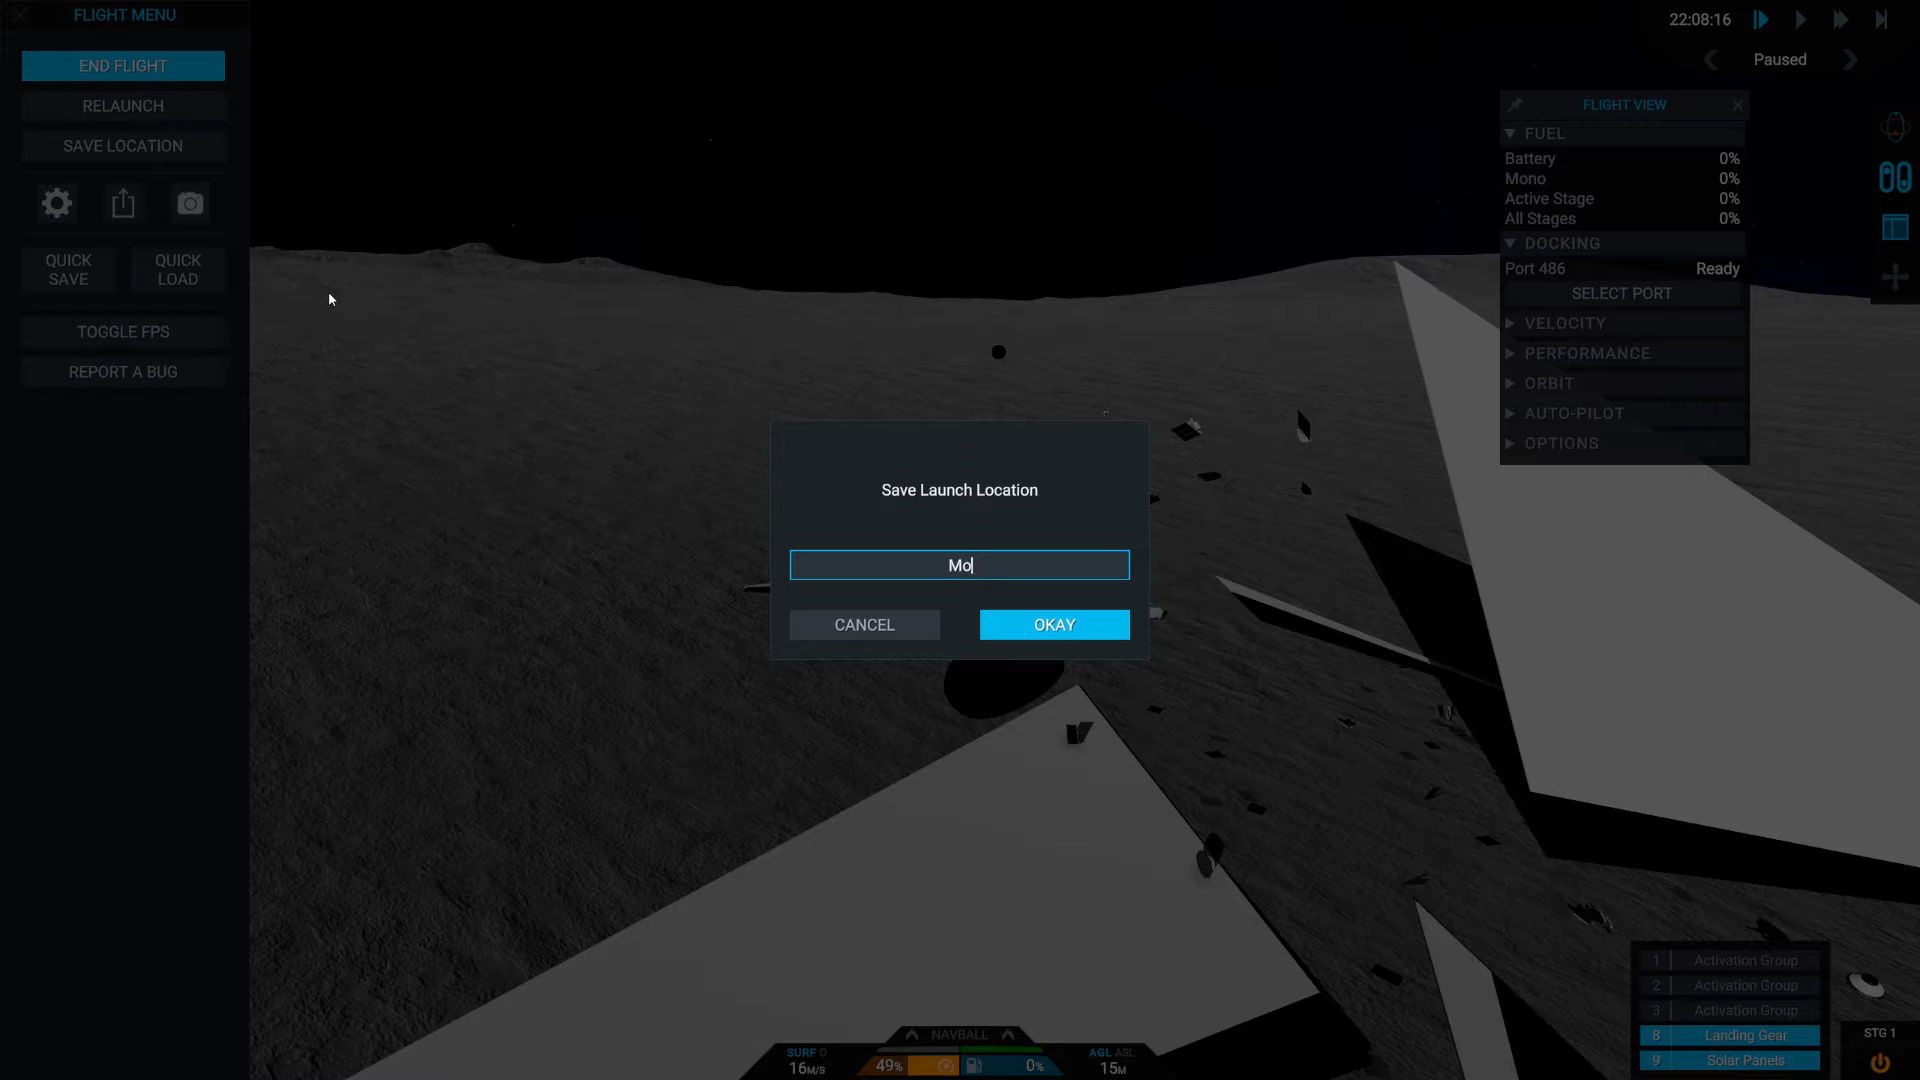 FLIGHT MENU
END FLIGHT
RELAUNCH
SAVE LOCATION
QUICK SAVE
QUICK LOAD
TOGGLE FPS
REPORT A BUG
22:08:16
Paused
FLIGHT VIEW
FUEL
Battery 0%
Mono 0%
Active Stage 0%
All Stages 0%
DOCKING
Port 486 Ready
SELECT PORT
VELOCITY
PERFORMANCE
ORBIT
AUTO-PILOT
OPTIONS
Save Launch Location
Mo
CANCEL OKAY
NAVBALL
SURF O
16M/S
49%
0%
AGL ASL
15M
1 Activation Group
2 Activation Group
3 Activation Group
8 Landing Gear
9 Solar Panels
STG 1